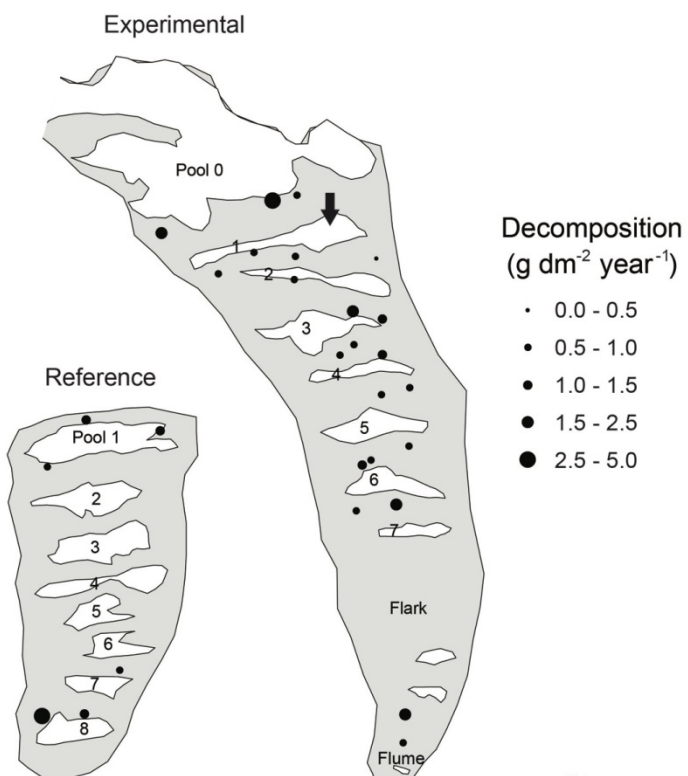 Experimental
Pool 0
1
2
3
4
5
6
7
Flark
Flume
Reference
Pool 1
2
3
4
5
6
7
8
Decomposition
(g dm⁻² year⁻¹)
0.0 - 0.5
0.5 - 1.0
1.0 - 1.5
1.5 - 2.5
2.5 - 5.0